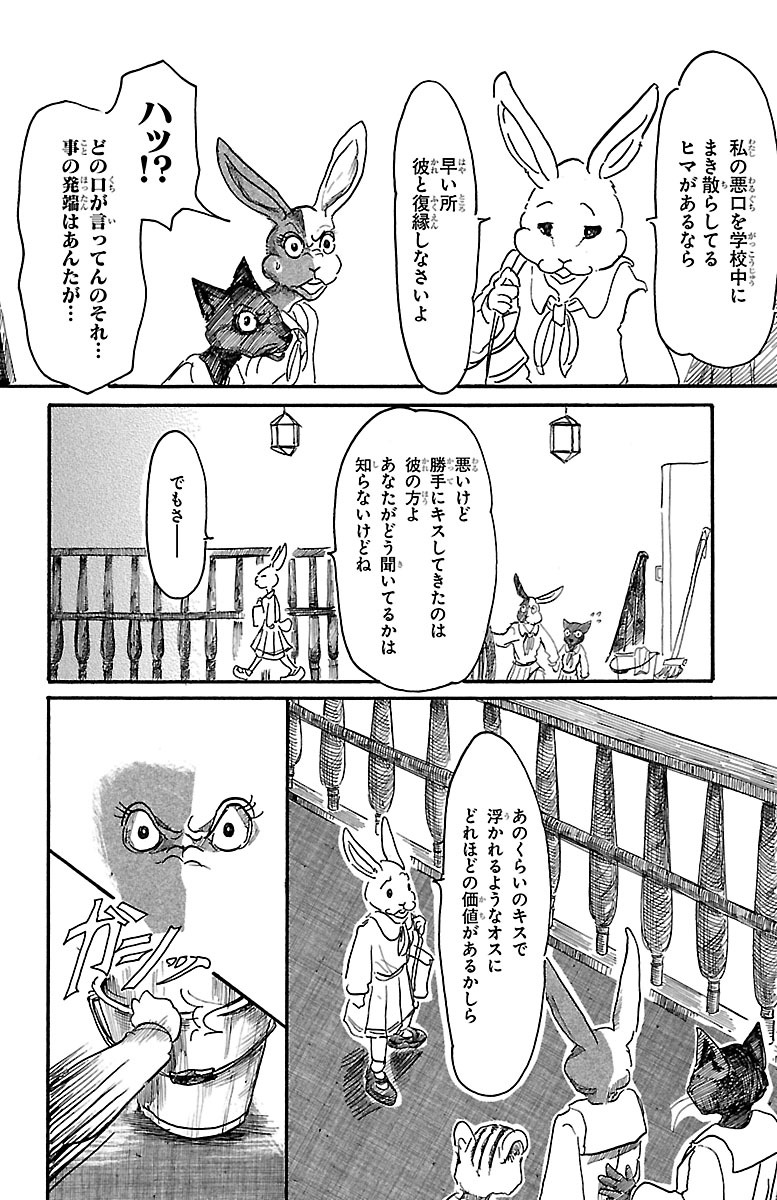 私の悪口を学校中に
まき散らしてる
ヒマがあるなら
早い所
彼と復縁しなさいよ
ハッ!?
どの口が言ってんのそれ…
事の発端はあんたが…
悪いけど
勝手にキスしてきたのは
彼の方よ
あなたがどう聞いてるかは
知らないけどね
でもさ──
あのくらいのキスで
浮かれるようなオスに
どれほどの価値があるかしら
ガシッ